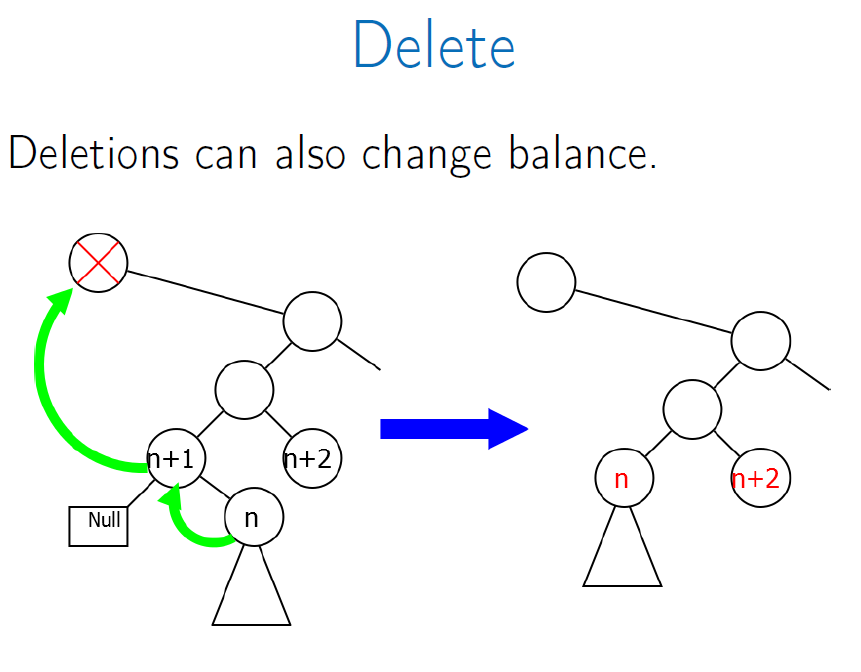 Delete
Deletions can also change balance.
n+1
n+2
Null
n
n
n+2